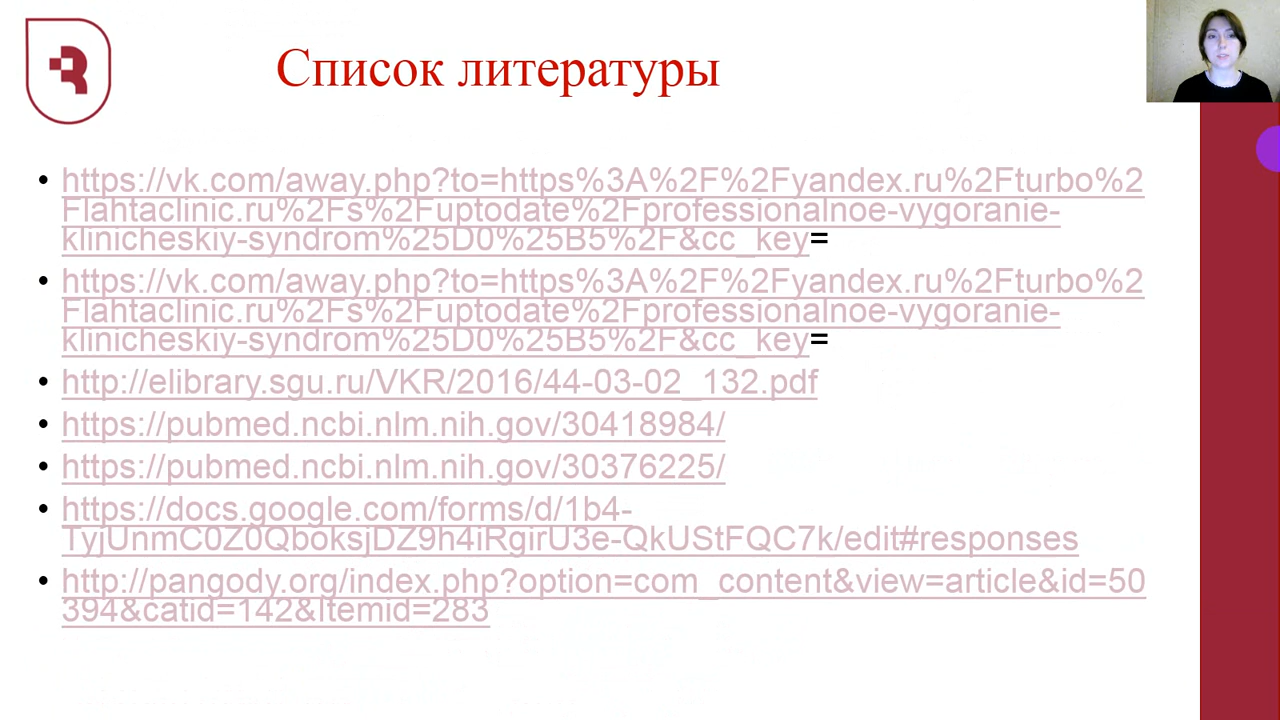 Список литературы
https://vk.com/away.php?to=https%3A%2F%2Fyandex.ru%2Fturbo%2
Flahtaclinic.ru%2Fs%2Fuptodate%2Fprofessionalnoe-vygoranie-
klinicheskiy-syndrom%25D0%25B5%2F&cc_key=
https://vk.com/away.php?to=https%3A%2F%2Fyandex.ru%2Fturbo%2
Flahtaclinic.ru%2Fs%2Fuptodate%2Fprofessionalnoe-vygoranie-
klinicheskiy-syndrom%25D0%25B5%2F&cc_key=
http://elibrary.sgu.ru/VKR/2016/44-03-02_132.pdf
https://pubmed.ncbi.nlm.nih.gov/30418984/
https://pubmed.ncbi.nlm.nih.gov/30376225/
https://docs.google.com/forms/d/1b4-
TyjUnmC0Z0QboksjDZ9h4iRgirU3e-QkUStFQC7k/edit#responses
http://pangody.org/index.php?option=com_content&view=article&id=50
394&catid=142&Itemid=283